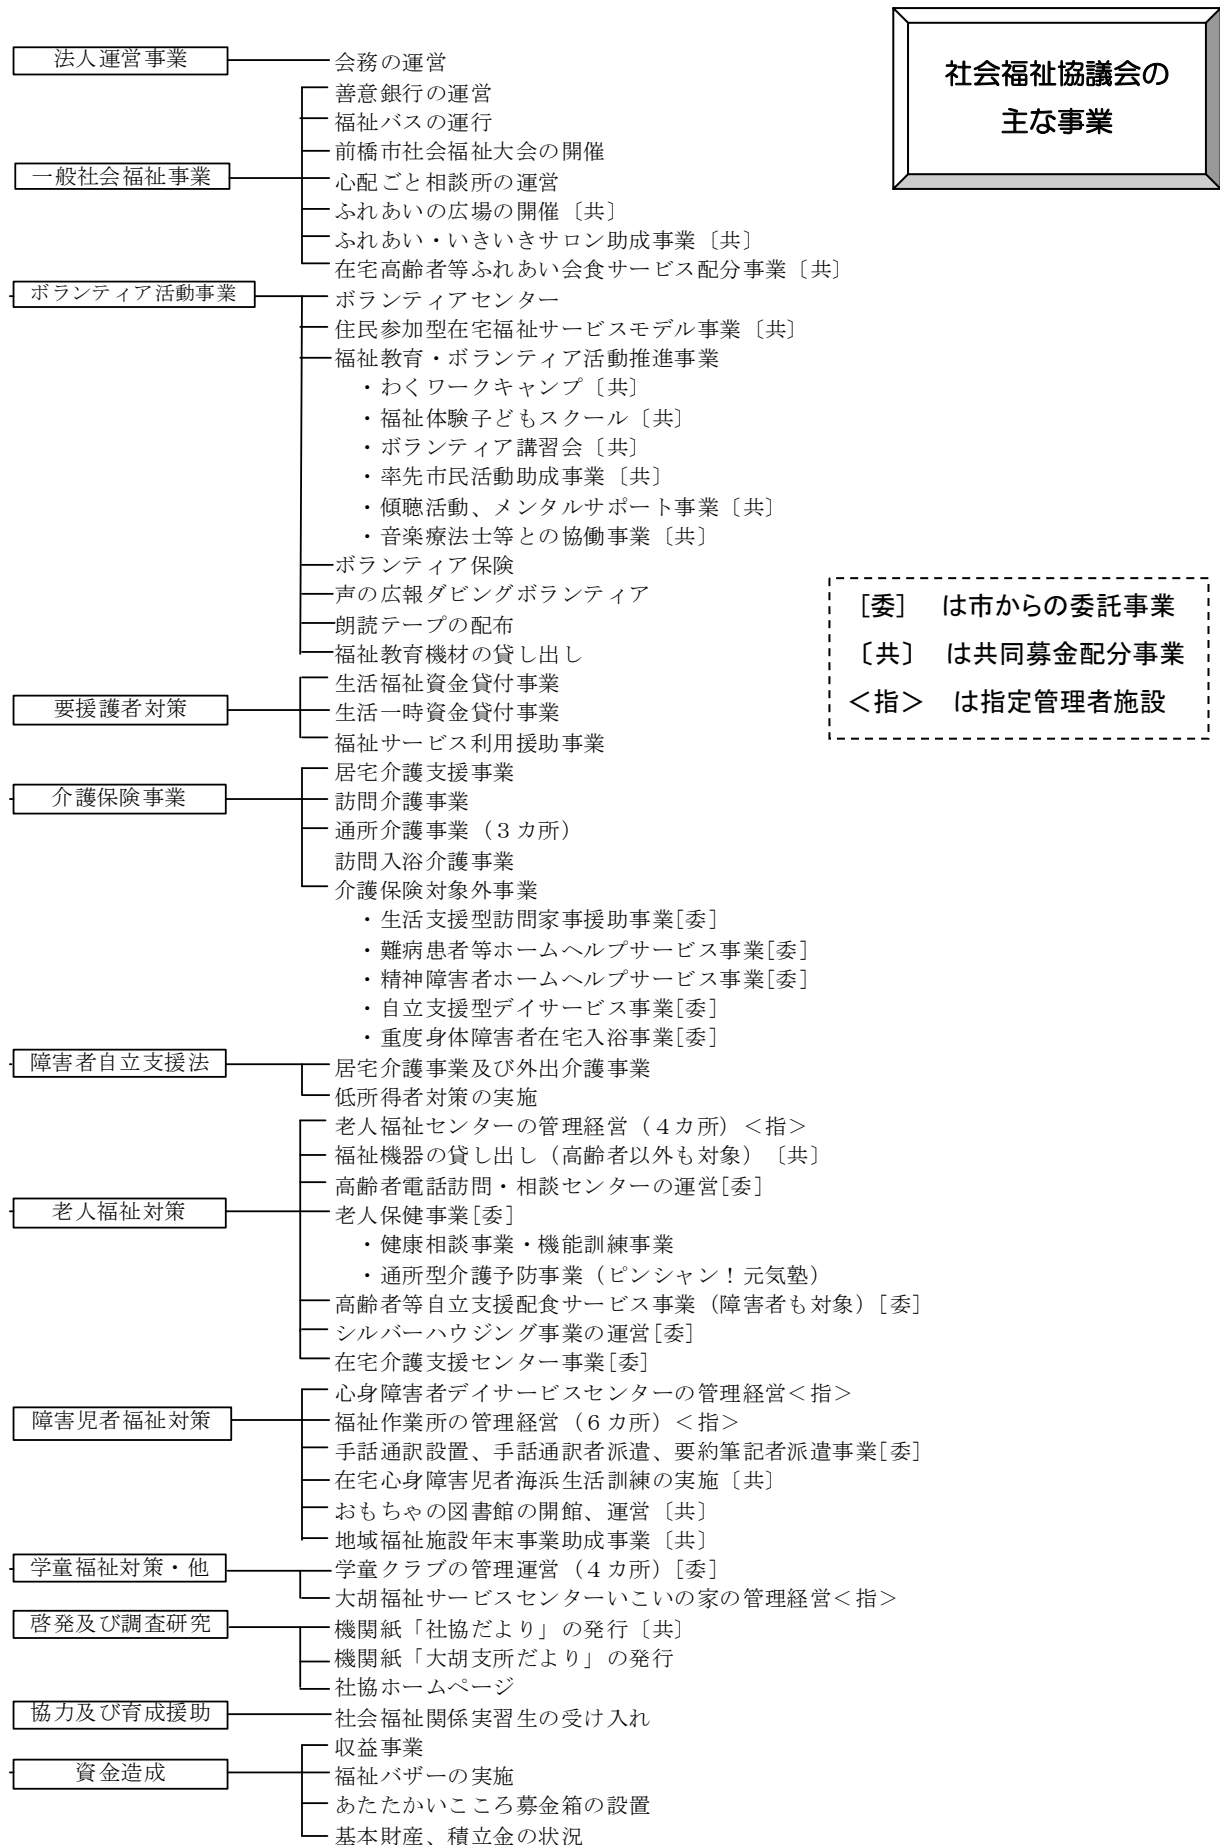 社会福祉協議会の
主な事業
法人運営事業
会務の運営
一般社会福祉事業
善意銀行の運営
福祉バスの運行
前橋市社会福祉大会の開催
心配ごと相談所の運営
ふれあいの広場の開催〔共〕
ふれあい・いきいきサロン助成事業〔共〕
在宅高齢者等ふれあい会食サービス配分事業〔共〕
ボランティア活動事業
ボランティアセンター
住民参加型在宅福祉サービスモデル事業〔共〕
福祉教育・ボランティア活動推進事業
・わくワークキャンプ〔共〕
・福祉体験子どもスクール〔共〕
・ボランティア講習会〔共〕
・率先市民活動助成事業〔共〕
・傾聴活動、メンタルサポート事業〔共〕
・音楽療法士等との協働事業〔共〕
ボランティア保険
声の広報ダビングボランティア
朗読テープの配布
福祉教育機材の貸し出し
[委] は市からの委託事業
〔共〕 は共同募金配分事業
<指> は指定管理者施設
要援護者対策
生活福祉資金貸付事業
生活一時資金貸付事業
福祉サービス利用援助事業
介護保険事業
居宅介護支援事業
訪問介護事業
通所介護事業（3カ所）
訪問入浴介護事業
介護保険対象外事業
・生活支援型訪問家事援助事業[委]
・難病患者等ホームヘルプサービス事業[委]
・精神障害者ホームヘルプサービス事業[委]
・自立支援型デイサービス事業[委]
・重度身体障害者在宅入浴事業[委]
障害者自立支援法
居宅介護事業及び外出介護事業
低所得者対策の実施
老人福祉対策
老人福祉センターの管理経営（4カ所）<指>
福祉機器の貸し出し（高齢者以外も対象）〔共〕
高齢者電話訪問・相談センターの運営[委]
老人保健事業[委]
・健康相談事業・機能訓練事業
・通所型介護予防事業（ピンシャン！元気塾）
高齢者等自立支援配食サービス事業（障害者も対象）[委]
シルバーハウジング事業の運営[委]
在宅介護支援センター事業[委]
障害児者福祉対策
心身障害者デイサービスセンターの管理経営<指>
福祉作業所の管理経営（6カ所）<指>
手話通訳設置、手話通訳者派遣、要約筆記者派遣事業[委]
在宅心身障害児者海浜生活訓練の実施〔共〕
おもちゃの図書館の開館、運営〔共〕
地域福祉施設年末事業助成事業〔共〕
学童福祉対策・他
学童クラブの管理運営（4カ所）[委]
大胡福祉サービスセンターいこいの家の管理経営<指>
啓発及び調査研究
機関紙「社協だより」の発行〔共〕
機関紙「大胡支所だより」の発行
社協ホームページ
協力及び育成援助
社会福祉関係実習生の受け入れ
資金造成
収益事業
福祉バザーの実施
あたたかいこころ募金箱の設置
基本財産、積立金の状況